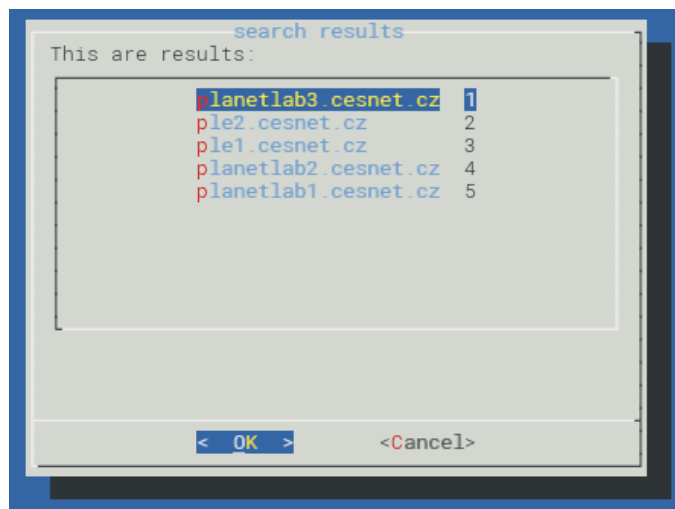 search results
This are results:
planetlab3.cesnet.cz 1
ple2.cesnet.cz 2
ple1.cesnet.cz 3
planetlab2.cesnet.cz 4
planetlab1.cesnet.cz 5
< OK > <Cancel>